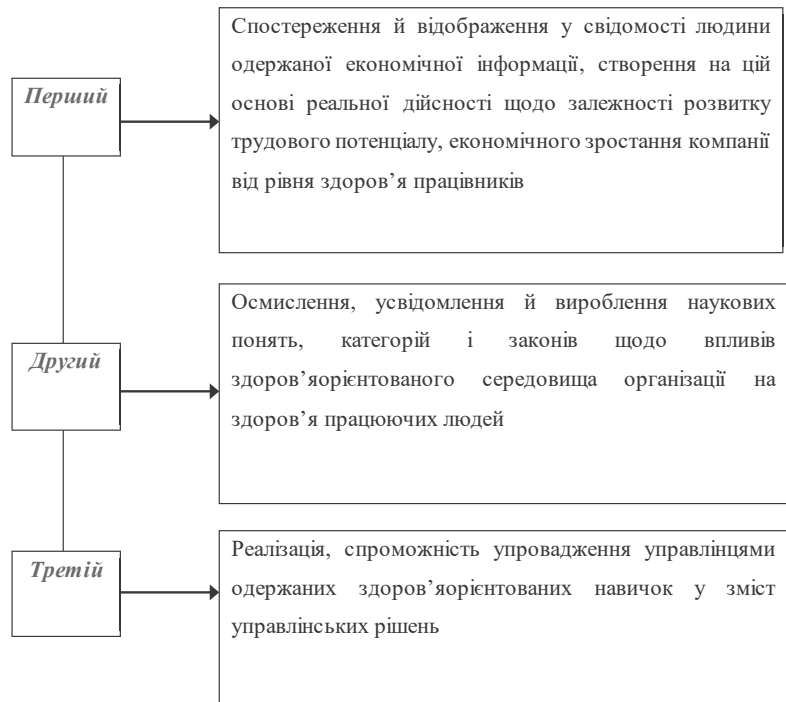 Перший
Спостереження й відображення у свідомості людини
одержаної економічної інформації, створення на цій
основі реальної дійсності щодо залежності розвитку
трудового потенціалу, економічного зростання компанії
від рівня здоров’я працівників
Другий
Осмислення, усвідомлення й вироблення наукових
понять, категорій і законів щодо впливів
здоров’яорієнтованого середовища організації на
здоров’я працюючих людей
Третій
Реалізація, спроможність упровадження управлінцями
одержаних здоров’яорієнтованих навичок у зміст
управлінських рішень